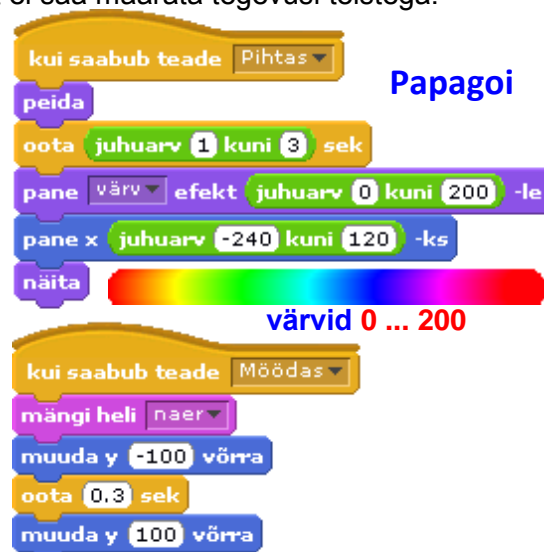 kui saabub teade Pihtas
Papagoi
peida
oota juhuarv 1 kuni 3 sek
pane värv efekt juhuarv 0 kuni 200 -le
pane x juhuarv -240 kuni 120 -ks
näita
värvid 0 ... 200
kui saabub teade Möödas
mängi heli naer
muuda y -100 võrra
oota 0.3 sek
muuda y 100 võrra